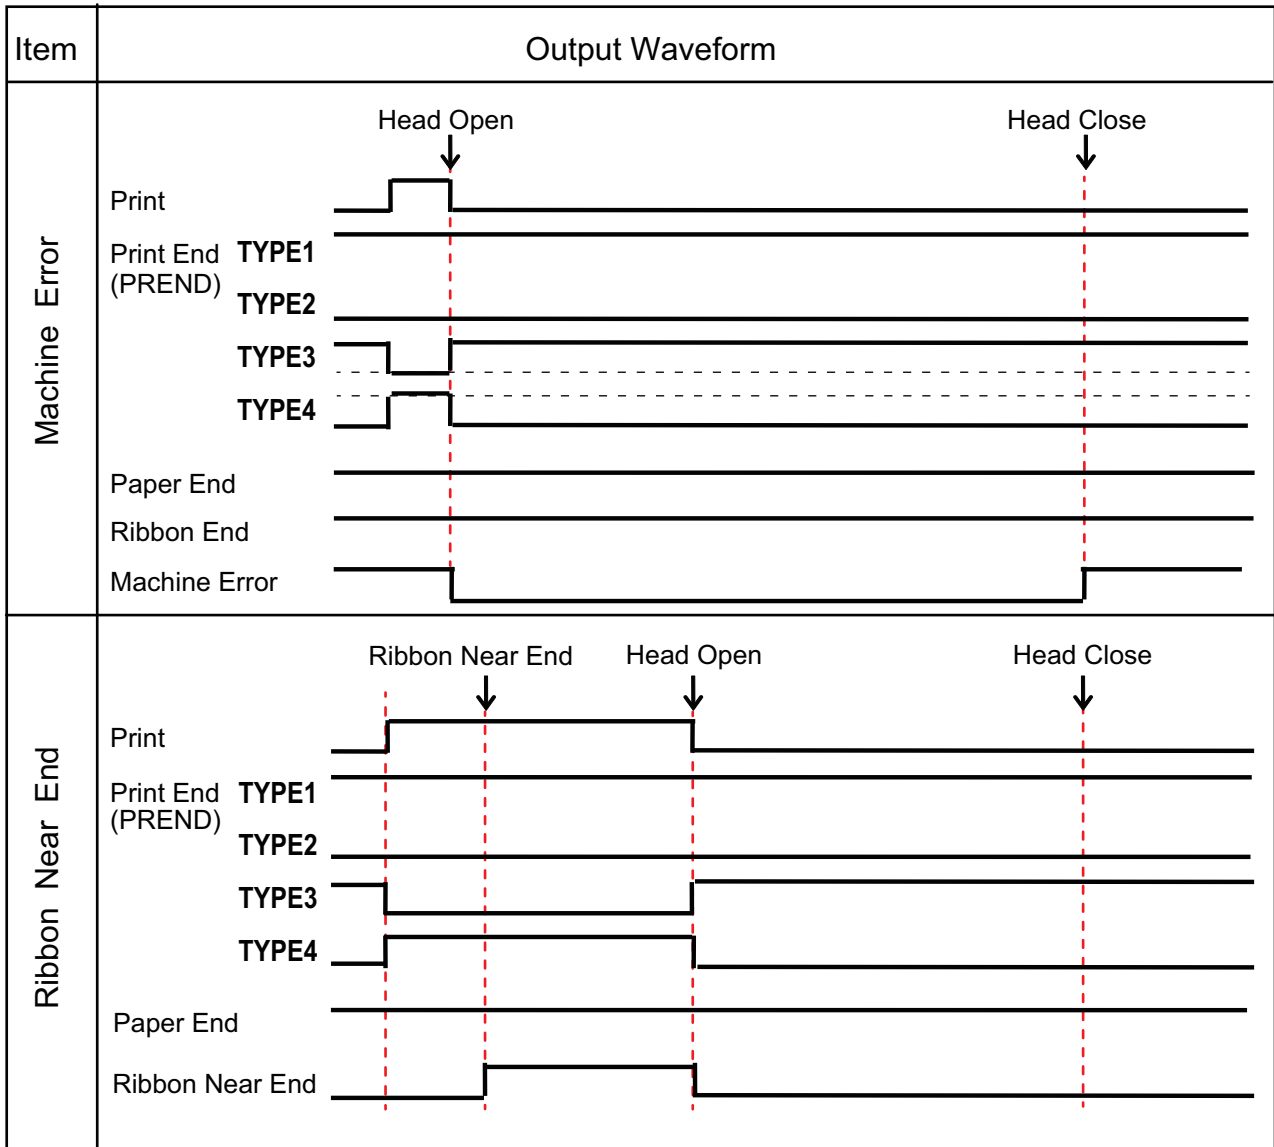 Item
Output Waveform
Machine Error
Head Open
Head Close
Print
Print End TYPE1
(PREND)
TYPE2
TYPE3
TYPE4
Paper End
Ribbon End
Machine Error
Ribbon Near End
Ribbon Near End
Head Open
Head Close
Print
Print End TYPE1
(PREND)
TYPE2
TYPE3
TYPE4
Paper End
Ribbon Near End